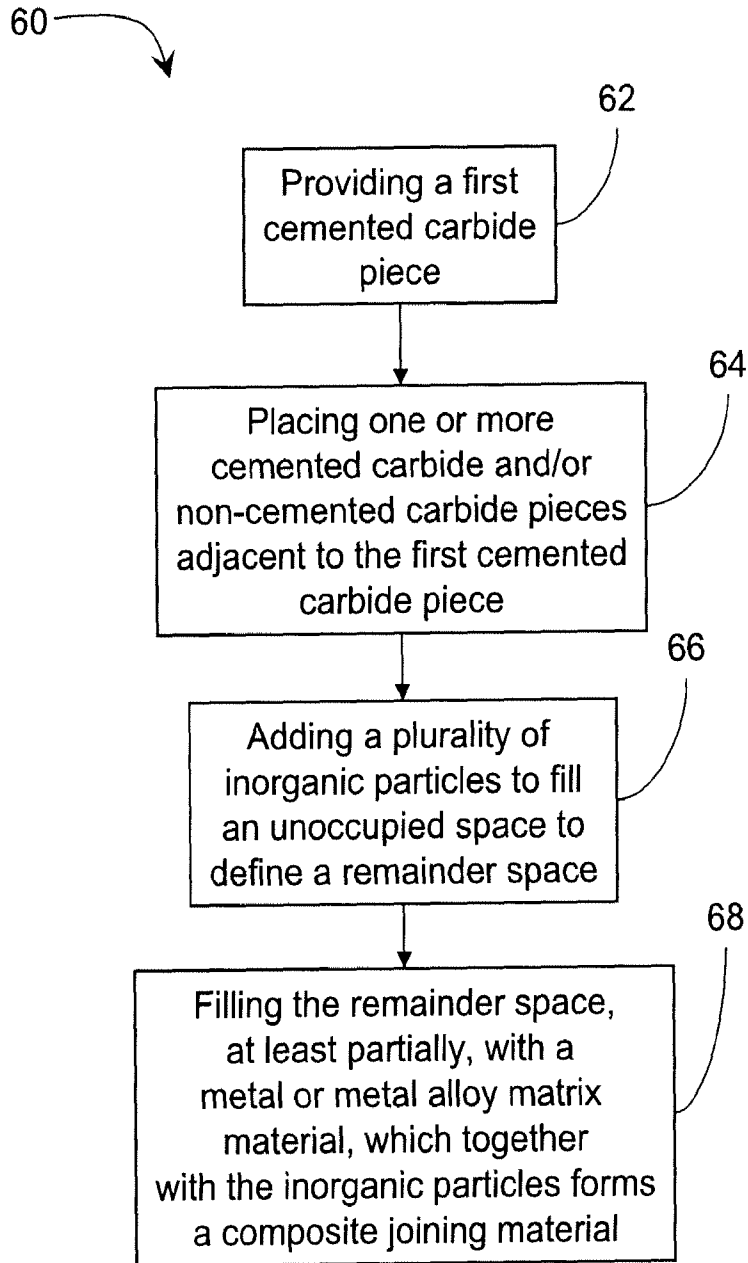 60
62
Providing a first
cemented carbide
piece
64
Placing one or more
cemented carbide and/or
non-cemented carbide pieces
adjacent to the first cemented
carbide piece
66
Adding a plurality of
inorganic particles to fill
an unoccupied space to
define a remainder space
68
Filling the remainder space,
at least partially, with a
metal or metal alloy matrix
material, which together
with the inorganic particles forms
a composite joining material